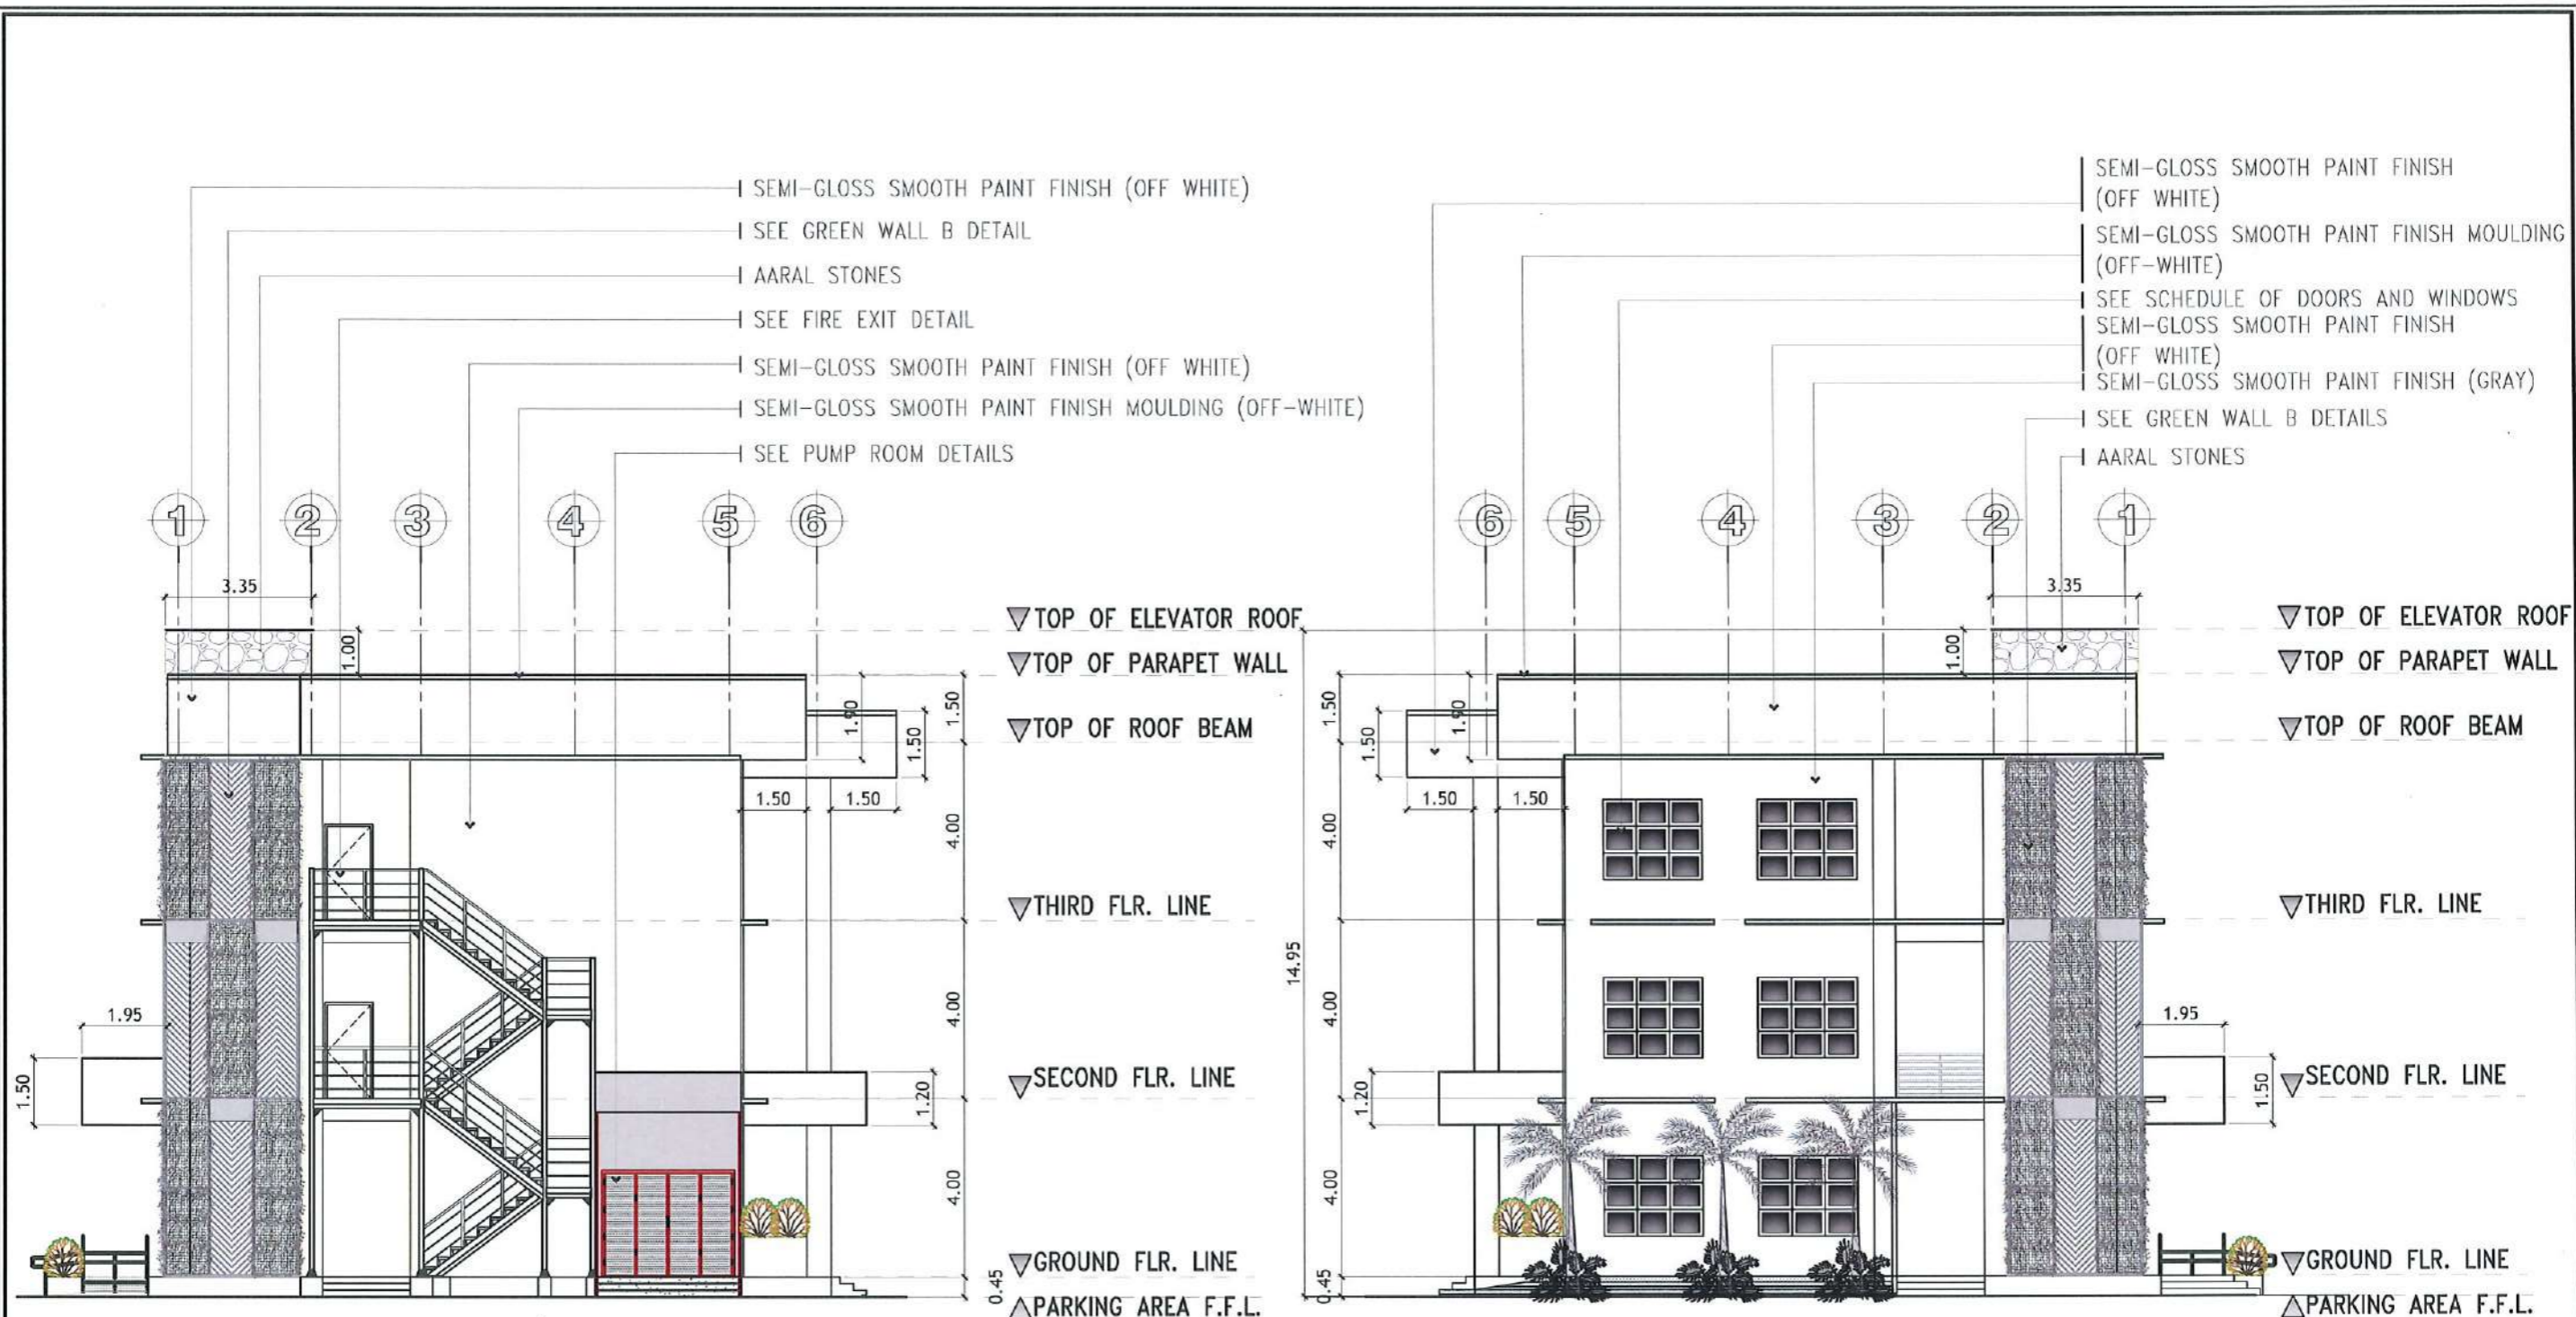 SEMI-GLOSS SMOOTH PAINT FINISH (OFF WHITE)
SEE GREEN WALL B DETAIL
AARAL STONES
SEE FIRE EXIT DETAIL
SEMI-GLOSS SMOOTH PAINT FINISH (OFF WHITE)
SEMI-GLOSS SMOOTH PAINT FINISH MOULDING (OFF-WHITE)
SEE PUMP ROOM DETAILS
1
2
3
4
5
6
3.35
1.00
TOP OF ELEVATOR ROOF
TOP OF PARAPET WALL
TOP OF ROOF BEAM
1.90
1.50
1.50
1.50
1.50
4.00
THIRD FLR. LINE
4.00
1.95
1.50
SECOND FLR. LINE
1.20
4.00
GROUND FLR. LINE
0.45
PARKING AREA F.F.L.
SEMI-GLOSS SMOOTH PAINT FINISH
(OFF WHITE)
SEMI-GLOSS SMOOTH PAINT FINISH MOULDING
(OFF-WHITE)
SEE SCHEDULE OF DOORS AND WINDOWS
SEMI-GLOSS SMOOTH PAINT FINISH
(OFF WHITE)
SEMI-GLOSS SMOOTH PAINT FINISH (GRAY)
SEE GREEN WALL B DETAILS
AARAL STONES
6
5
4
3
2
1
3.35
1.00
TOP OF ELEVATOR ROOF
TOP OF PARAPET WALL
TOP OF ROOF BEAM
1.50
1.50
1.90
1.50
1.50
4.00
THIRD FLR. LINE
14.95
4.00
1.95
1.50
SECOND FLR. LINE
1.20
4.00
GROUND FLR. LINE
0.45
PARKING AREA F.F.L.